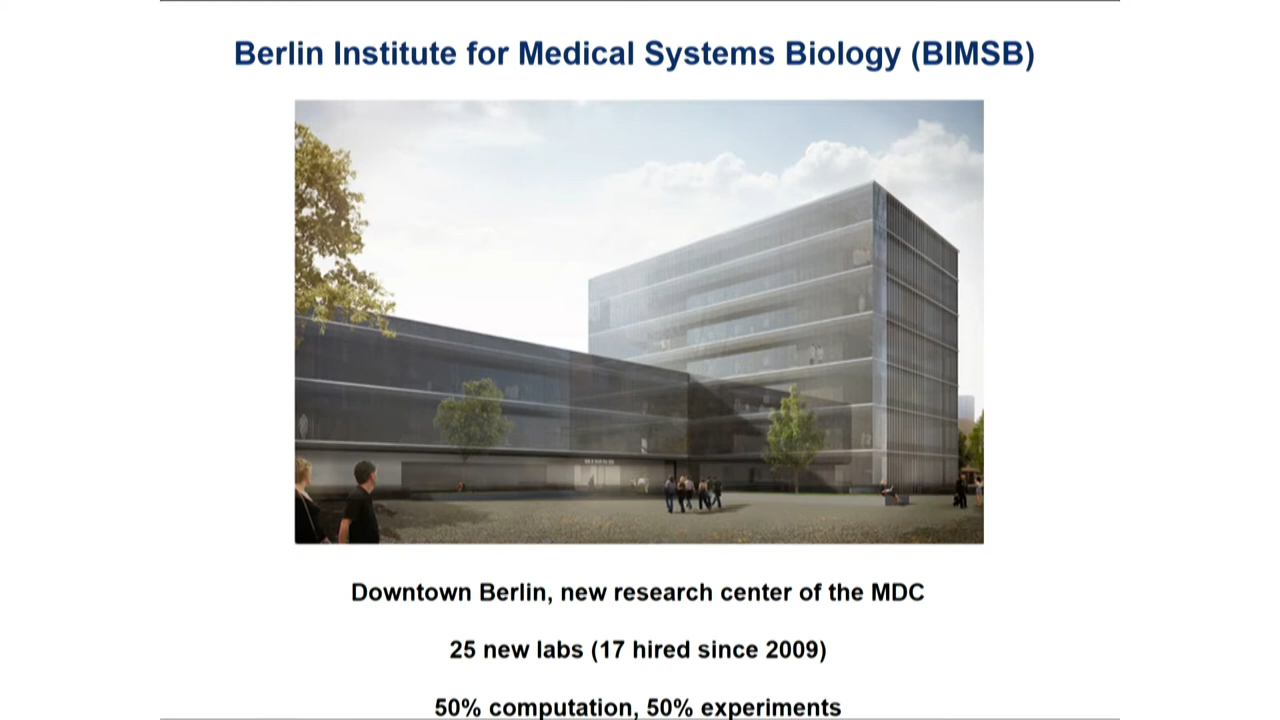 Berlin Institute for Medical Systems Biology (BIMSB)
Downtown Berlin, new research center of the MDC
25 new labs (17 hired since 2009)
50% computation, 50% experiments